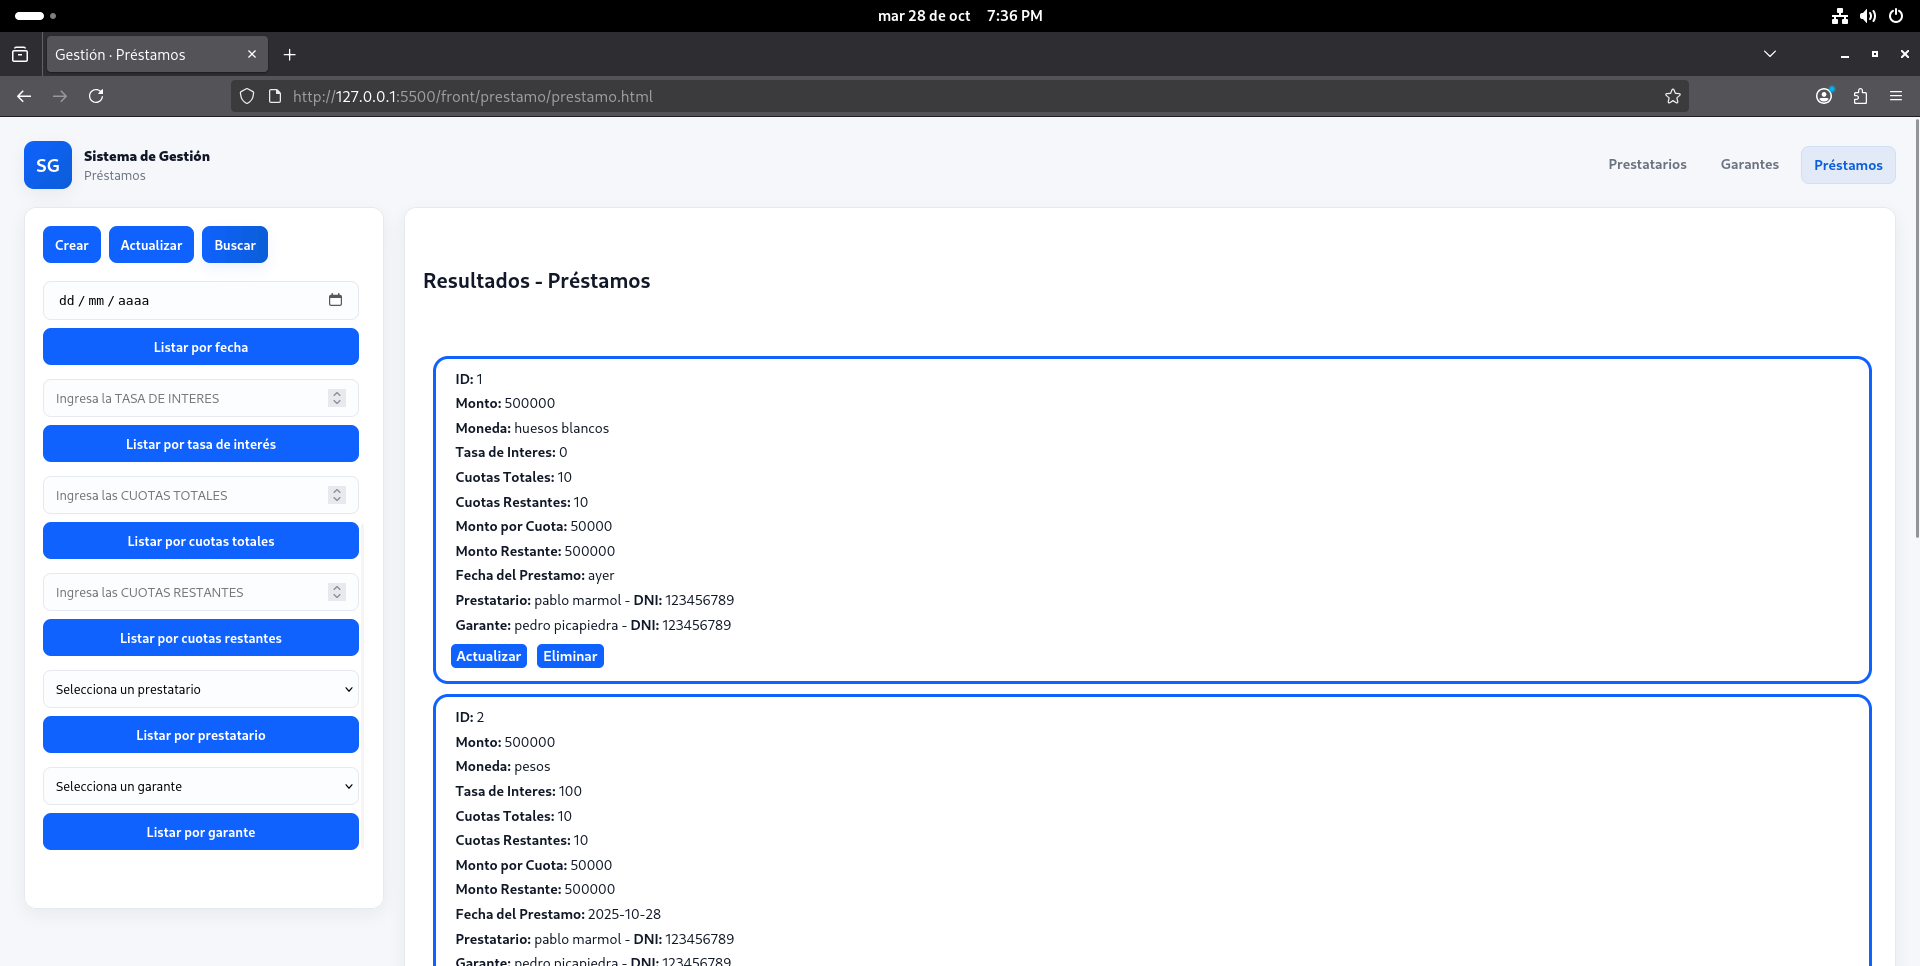 mar 28 de oct 7:36 PM
Gestión · Préstamos
http://127.0.0.1:5500/front/prestamo/prestamo.html
SG
Sistema de Gestión
Préstamos
Prestatarios
Garantes
Préstamos
Crear
Actualizar
Buscar
dd / mm / aaaa
Listar por fecha
Ingresa la TASA DE INTERES
Listar por tasa de interés
Ingresa las CUOTAS TOTALES
Listar por cuotas totales
Ingresa las CUOTAS RESTANTES
Listar por cuotas restantes
Selecciona un prestatario
Listar por prestatario
Selecciona un garante
Listar por garante
Resultados - Préstamos
ID: 1
Monto: 500000
Moneda: huesos blancos
Tasa de Interes: 0
Cuotas Totales: 10
Cuotas Restantes: 10
Monto por Cuota: 50000
Monto Restante: 500000
Fecha del Prestamo: ayer
Prestatario: pablo marmol - DNI: 123456789
Garante: pedro picapiedra - DNI: 123456789
Actualizar
Eliminar
ID: 2
Monto: 500000
Moneda: pesos
Tasa de Interes: 100
Cuotas Totales: 10
Cuotas Restantes: 10
Monto por Cuota: 50000
Monto Restante: 500000
Fecha del Prestamo: 2025-10-28
Prestatario: pablo marmol - DNI: 123456789
Garante: pedro picapiedra - DNI: 123456789